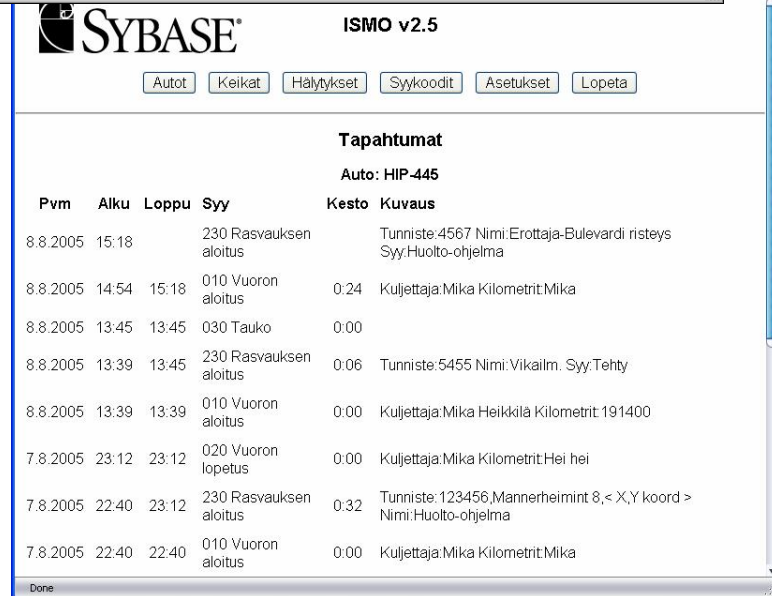 SYBASE®
ISMO v2.5
Autot Keikat Hälytykset Syykoodit Asetukset Lopeta
Tapahtumat
Auto: HIP-445
Pvm Alku Loppu Syy Kesto Kuvaus
8.8.2005 15:18 230 Rasvauksen aloitus Tunniste:4567 Nimi:Erottaja-Bulevardi risteys Syy:Huolto-ohjelma
8.8.2005 14:54 15:18 010 Vuoron aloitus 0:24 Kuljettaja:Mika Kilometrit:Mika
8.8.2005 13:45 13:45 030 Tauko 0:00
8.8.2005 13:39 13:45 230 Rasvauksen aloitus 0:06 Tunniste:5455 Nimi:Vikailm. Syy:Tehty
8.8.2005 13:39 13:39 010 Vuoron aloitus 0:00 Kuljettaja:Mika Heikkilä Kilometrit:191400
7.8.2005 23:12 23:12 020 Vuoron lopetus 0:00 Kuljettaja:Mika Kilometrit:Hei hei
7.8.2005 22:40 23:12 230 Rasvauksen aloitus 0:32 Tunniste:123456,Mannerheimint 8,< X,Y koord > Nimi:Huolto-ohjelma
7.8.2005 22:40 22:40 010 Vuoron aloitus 0:00 Kuljettaja:Mika Kilometrit:Mika
Done